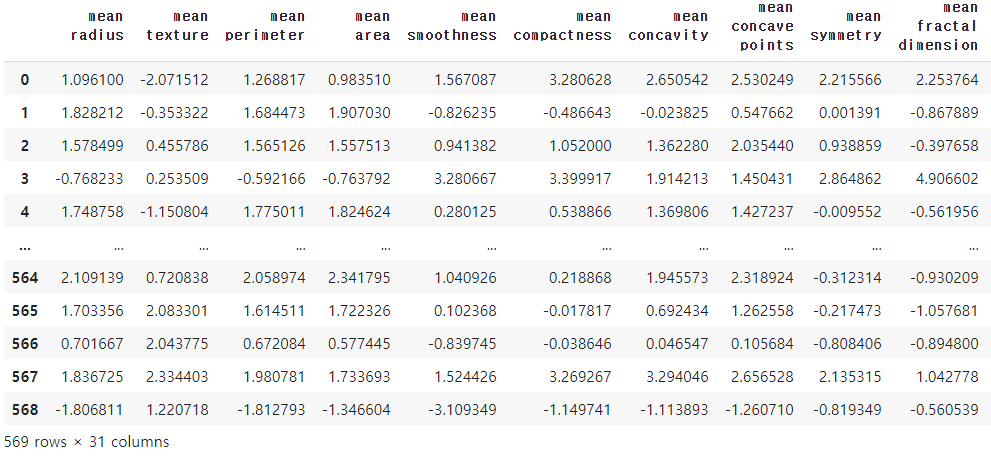 mean radius mean texture mean perimeter mean area mean smoothness mean compactness mean concavity mean concave points mean symmetry mean fractal dimension
0 1.096100 -2.071512 1.268817 0.983510 1.567087 3.280628 2.650542 2.530249 2.215566 2.253764
1 1.828212 -0.353322 1.684473 1.907030 -0.826235 -0.486643 -0.023825 0.547662 0.001391 -0.867889
2 1.578499 0.455786 1.565126 1.557513 0.941382 1.052000 1.362280 2.035440 0.938859 -0.397658
3 -0.768233 0.253509 -0.592166 -0.763792 3.280667 3.399917 1.914213 1.450431 2.864862 4.906602
4 1.748758 -1.150804 1.775011 1.824624 0.280125 0.538866 1.369806 1.427237 -0.009552 -0.561956
... ... ... ... ... ... ... ... ... ... ...
564 2.109139 0.720838 2.058974 2.341795 1.040926 0.218868 1.945573 2.318924 -0.312314 -0.930209
565 1.703356 2.083301 1.614511 1.722326 0.102368 -0.017817 0.692434 1.262558 -0.217473 -1.057681
566 0.701667 2.043775 0.672084 0.577445 -0.839745 -0.038646 0.046547 0.105684 -0.808406 -0.894800
567 1.836725 2.334403 1.980781 1.733693 1.524426 3.269267 3.294046 2.656528 2.135315 1.042778
568 -1.806811 1.220718 -1.812793 -1.346604 -3.109349 -1.149741 -1.113893 -1.260710 -0.819349 -0.560539
569 rows × 31 columns